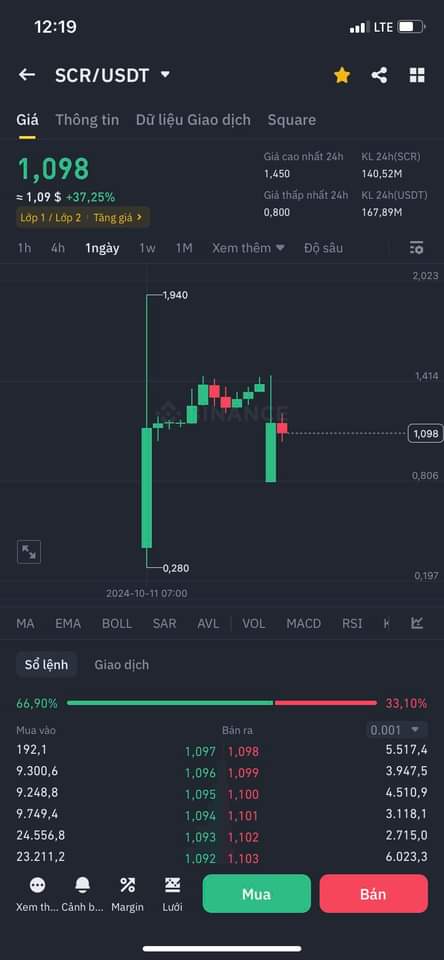 12:19
LTE
SCR/USDT
Giá Thông tin Dữ liệu Giao dịch Square
1,098
≈ 1,09 $ +37,25%
Lớp 1 / Lớp 2 Tăng giá
Giá cao nhất 24h KL 24h(SCR)
1,450 140,52M
Giá thấp nhất 24h KL 24h(USDT)
0,800 167,89M
1h 4h 1ngày 1w 1M Xem thêm Độ sâu
2,023
1,940
1,414
BINANCE
1,098
0,806
0,280
0,197
2024-10-11 07:00
MA EMA BOLL SAR AVL VOL MACD RSI
Sổ lệnh Giao dịch
66,90% 33,10%
Mua vào Bán ra 0.001
192,1 1,097 1,098 5.517,4
9.300,6 1,096 1,099 3.947,5
9.248,8 1,095 1,100 4.510,9
9.749,4 1,094 1,101 3.118,1
24.556,8 1,093 1,102 2.715,0
23.211,2 1,092 1,103 6.023,3
Xem th... Cảnh b... Margin Lưới Mua Bán